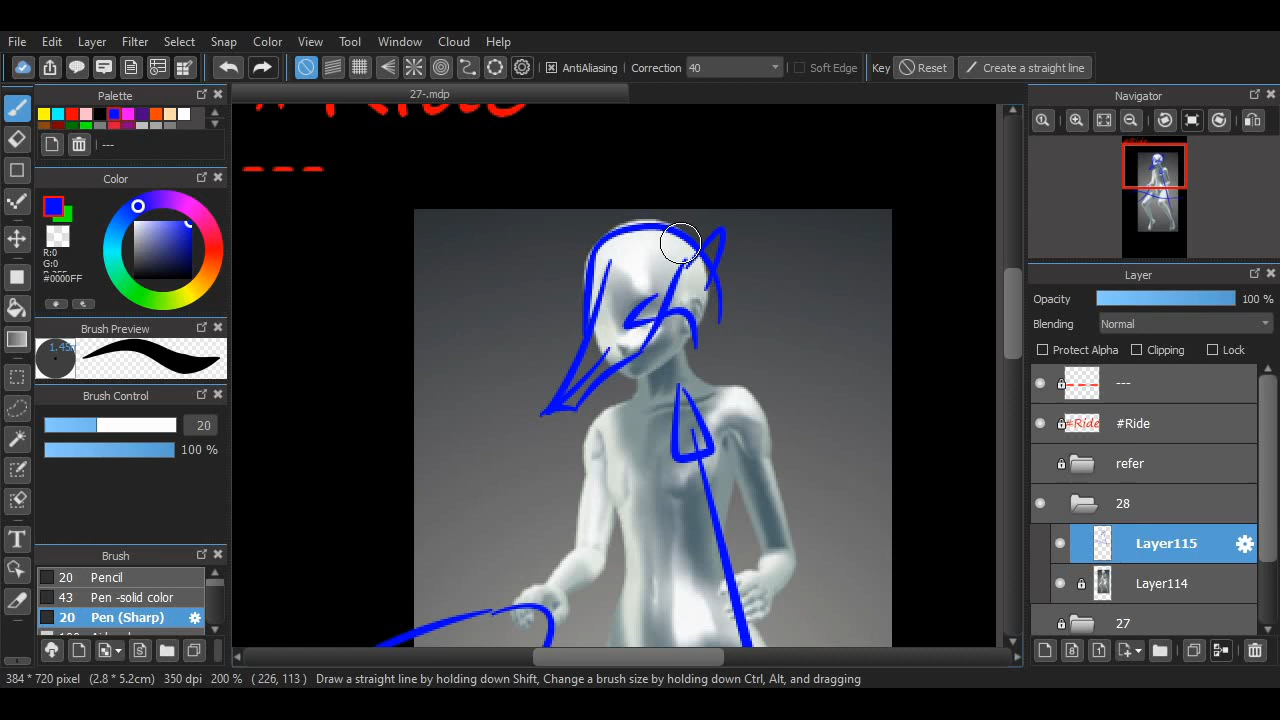 File Edit Layer Filter Select Snap Color View Tool Window Cloud Help
AntiAliasing Correction 40 Soft Edge Key Reset Create a straight line
Palette
27-.mdp
Navigator
---
Color
R:0
G:0
#0000FF
Brush Preview
Brush Control
20
100 %
Brush
20 Pencil
43 Pen -solid color
20 Pen (Sharp)
Layer
Opacity 100 %
Blending Normal
Protect Alpha Clipping Lock
---
#Ride
refer
28
Layer115
Layer114
27
384 * 720 pixel (2.8 * 5.2cm) 350 dpi 200 % ( 226, 113 ) Draw a straight line by holding down Shift, Change a brush size by holding down Ctrl, Alt, and dragging